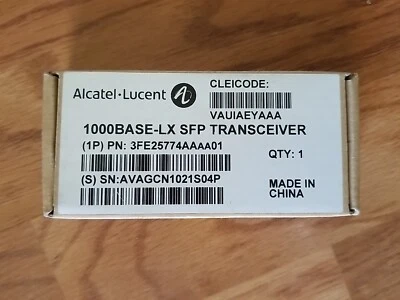 Alcatel·Lucent
CLEICODE:
VAUIAEYAAA
1000BASE-LX SFP TRANSCEIVER
(1P) PN: 3FE25774AAAA01
QTY: 1
(S) SN:AVAGCN1021S04P
MADE IN
CHINA